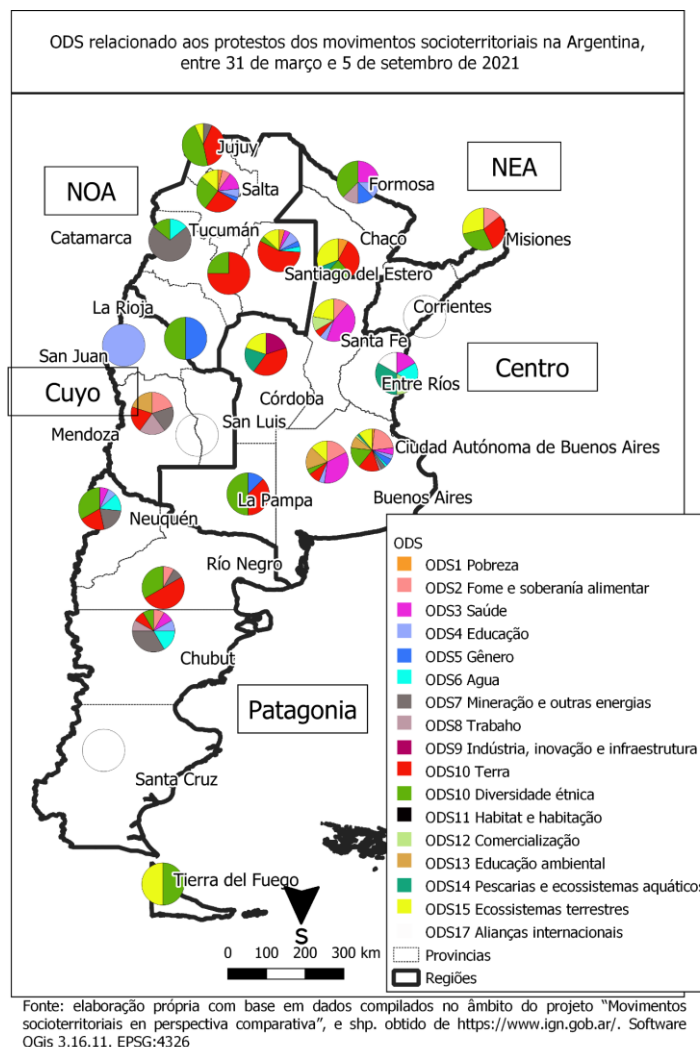 ODS relacionado aos protestos dos movimentos socioterritoriais na Argentina,
entre 31 de março e 5 de setembro de 2021
Jujuy
NOA
NEA
Salta
Formosa
Tucumán
Catamarca
Chaco
Misiones
Santiago del Estero
La Rioja
Corrientes
Santa Fe
San Juan
Centro
Entre Ríos
Cuyo
Córdoba
San Luis
Mendoza
Ciudad Autónoma de Buenos Aires
La Pampa
Buenos Aires
Neuquén
Río Negro
Chubut
Patagonia
Santa Cruz
Tierra del Fuego
S
0 100 200 300 km
ODS
ODS1 Pobreza
ODS2 Fome e soberanía alimentar
ODS3 Saúde
ODS4 Educação
ODS5 Gênero
ODS6 Agua
ODS7 Mineração e outras energias
ODS8 Trabaho
ODS9 Indústria, inovação e infraestrutura
ODS10 Terra
ODS10 Diversidade étnica
ODS11 Habitat e habitação
ODS12 Comercialização
ODS13 Educação ambiental
ODS14 Pescarias e ecossistemas aquáticos
ODS15 Ecossistemas terrestres
ODS17 Alianças internacionais
Provincias
Regiões
Fonte: elaboração própria com base em dados compilados no âmbito do projeto “Movimentos
socioterritoriais en perspectiva comparativa”, e shp. obtido de https://www.ign.gob.ar/. Software
QGis 3.16.11. EPSG:4326